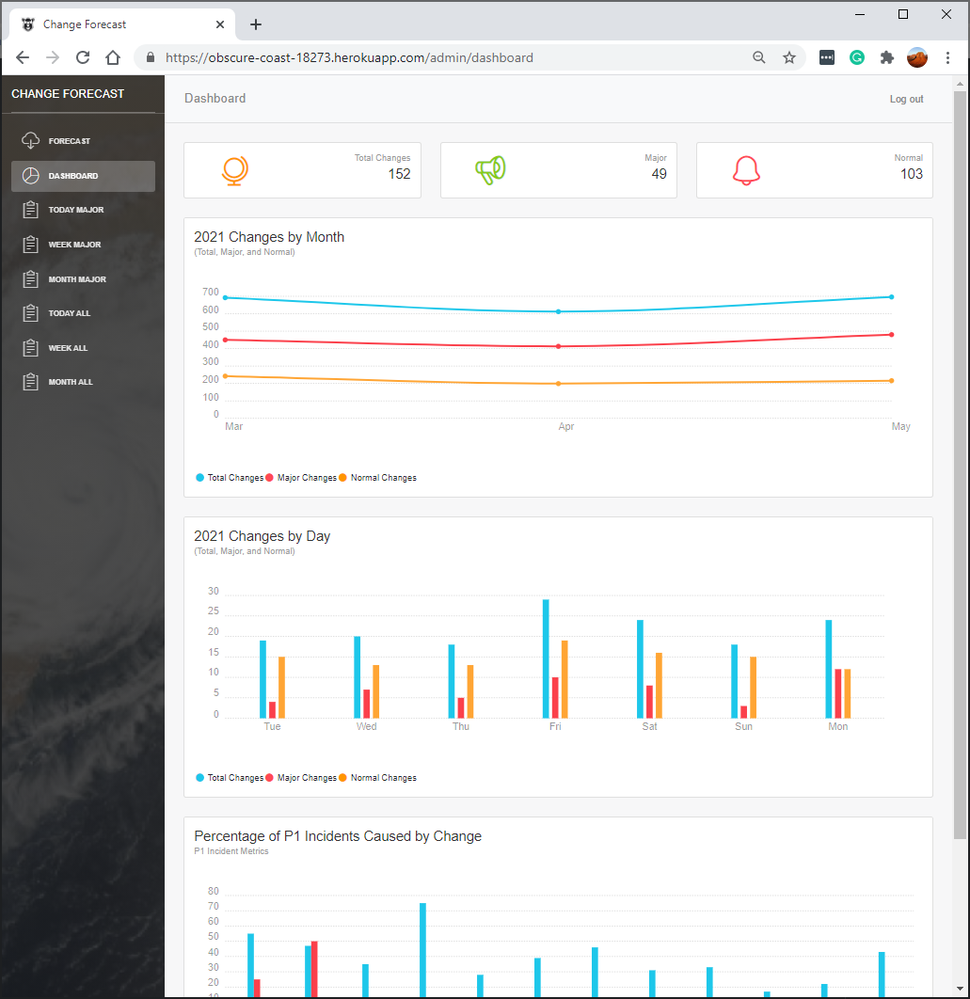 Change Forecast
https://obscure-coast-18273.herokuapp.com/admin/dashboard
CHANGE FORECAST
FORECAST
DASHBOARD
TODAY MAJOR
WEEK MAJOR
MONTH MAJOR
TODAY ALL
WEEK ALL
MONTH ALL
Dashboard
Log out
Total Changes
152
Major
49
Normal
103
2021 Changes by Month
(Total, Major, and Normal)
700
600
500
400
300
200
100
0
Mar Apr May
Total Changes Major Changes Normal Changes
2021 Changes by Day
(Total, Major, and Normal)
30
25
20
15
10
5
0
Tue Wed Thu Fri Sat Sun Mon
Total Changes Major Changes Normal Changes
Percentage of P1 Incidents Caused by Change
P1 Incident Metrics
80
70
60
50
40
30
20
10